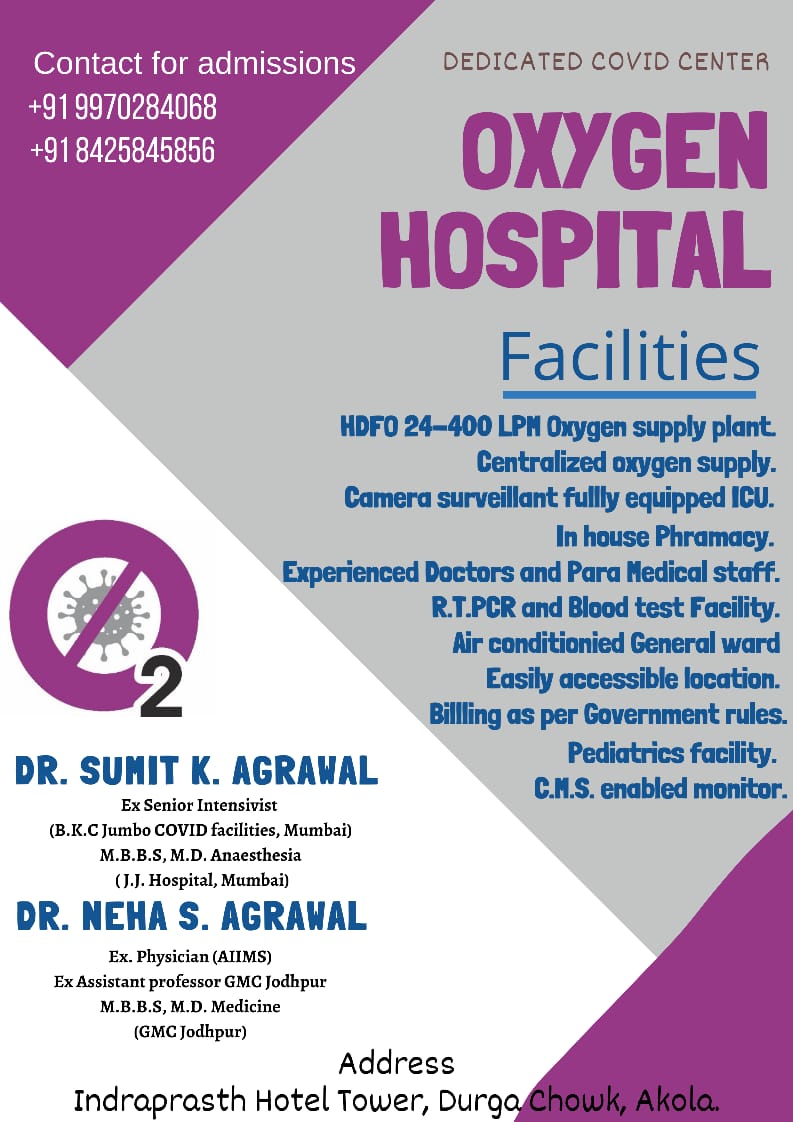 Contact for admissions
+91 9970284068
+91 8425845856
DEDICATED COVID CENTER
OXYGEN
HOSPITAL
Facilities
HDFO 24-400 LPM Oxygen supply plant.
Centralized oxygen supply.
Camera surveillant fullly equipped ICU.
In house Phramacy.
Experienced Doctors and Para Medical staff.
R.T.PCR and Blood test Facility.
Air conditionied General ward
Easily accessible location.
Billling as per Government rules.
Pediatrics facility.
C.M.S. enabled monitor.
2
DR. SUMIT K. AGRAWAL
Ex Senior Intensivist
(B.K.C Jumbo COVID facilities, Mumbai)
M.B.B.S, M.D. Anaesthesia
( J.J. Hospital, Mumbai)
DR. NEHA S. AGRAWAL
Ex. Physician (AIIMS)
Ex Assistant professor GMC Jodhpur
M.B.B.S, M.D. Medicine
(GMC Jodhpur)
Address
Indraprasth Hotel Tower, Durga Chowk, Akola.